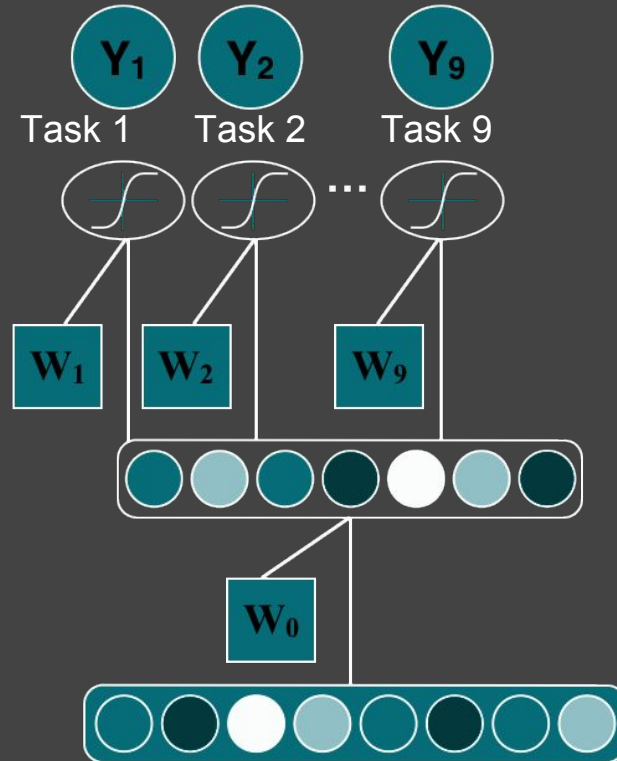 Y₁ Y₂ Y₉
Task 1 Task 2 Task 9
...
W₁ W₂ W₉
W₀